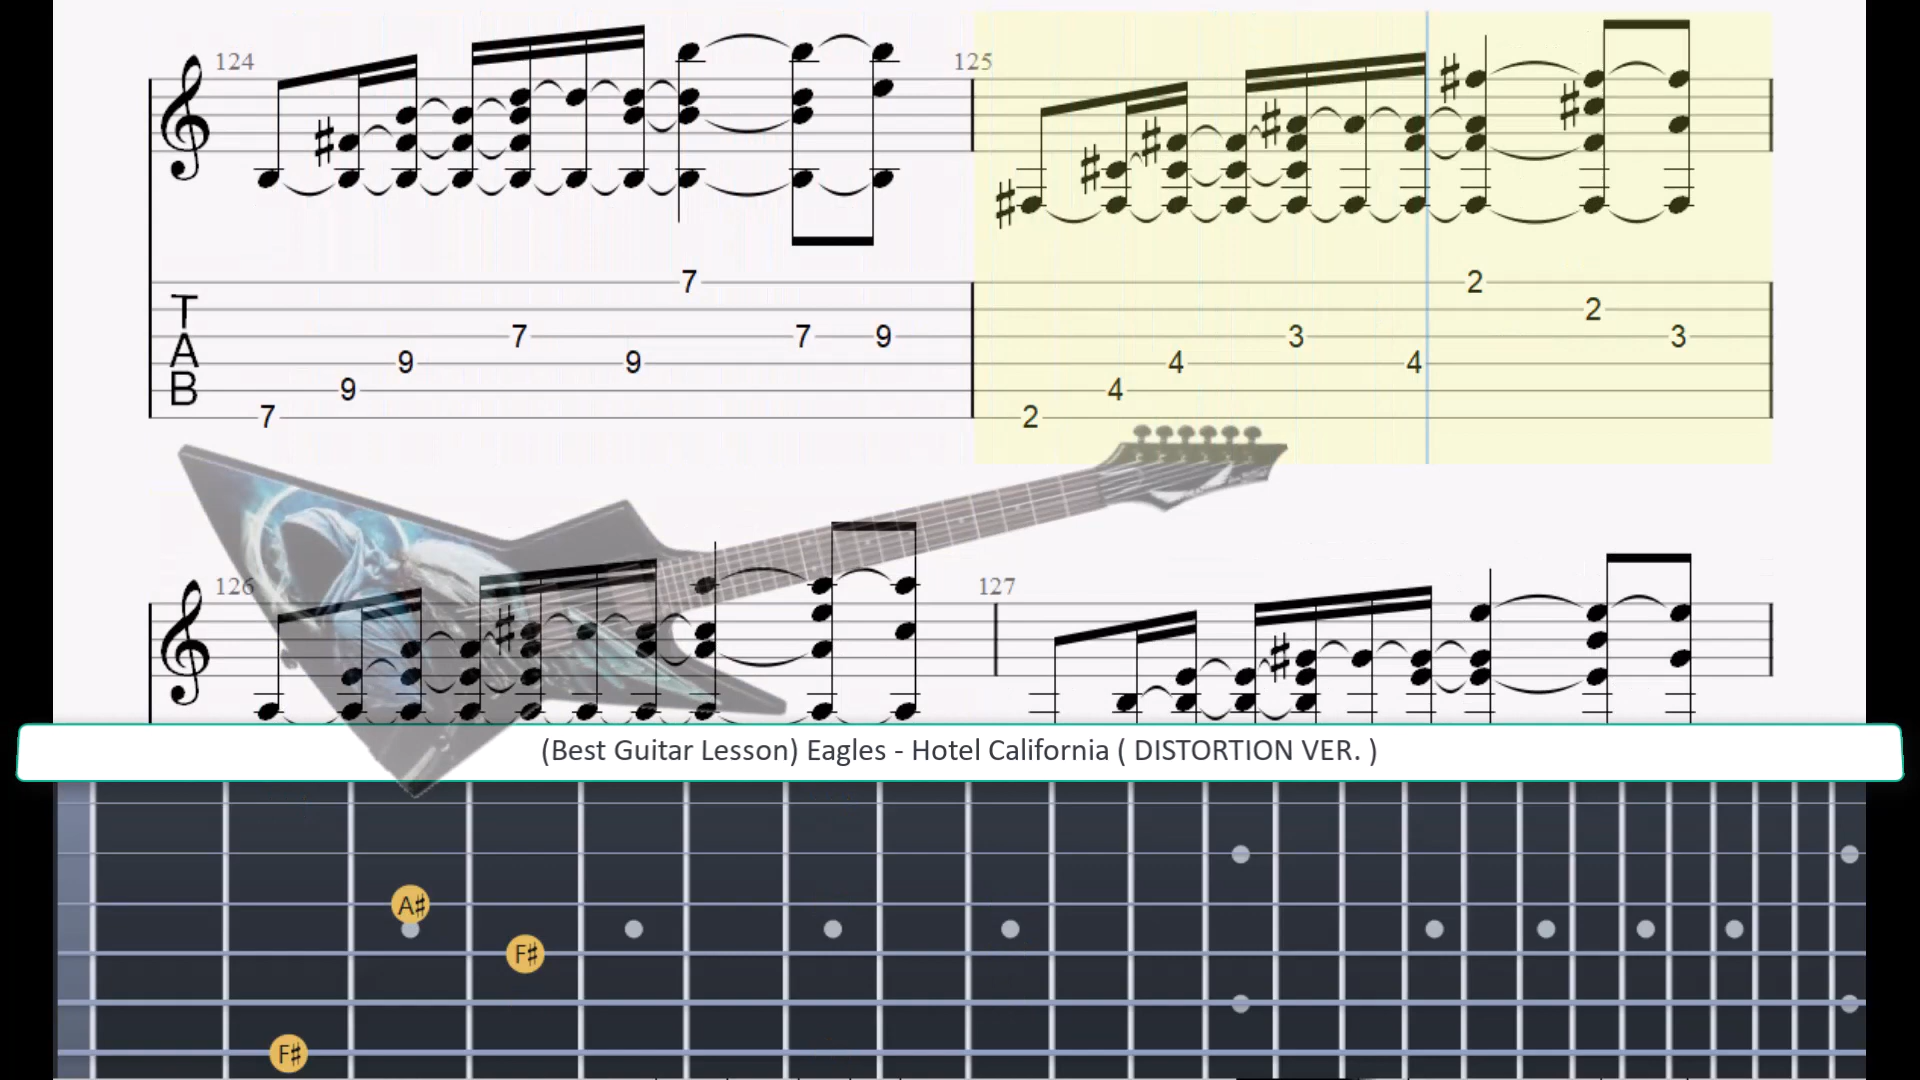 124 125
7 2
T 2
7 7 9 3 3
A 9 9 4 4
B 9 4
7 2
126 127
(Best Guitar Lesson) Eagles - Hotel California ( DISTORTION VER. )
A#
F#
F#